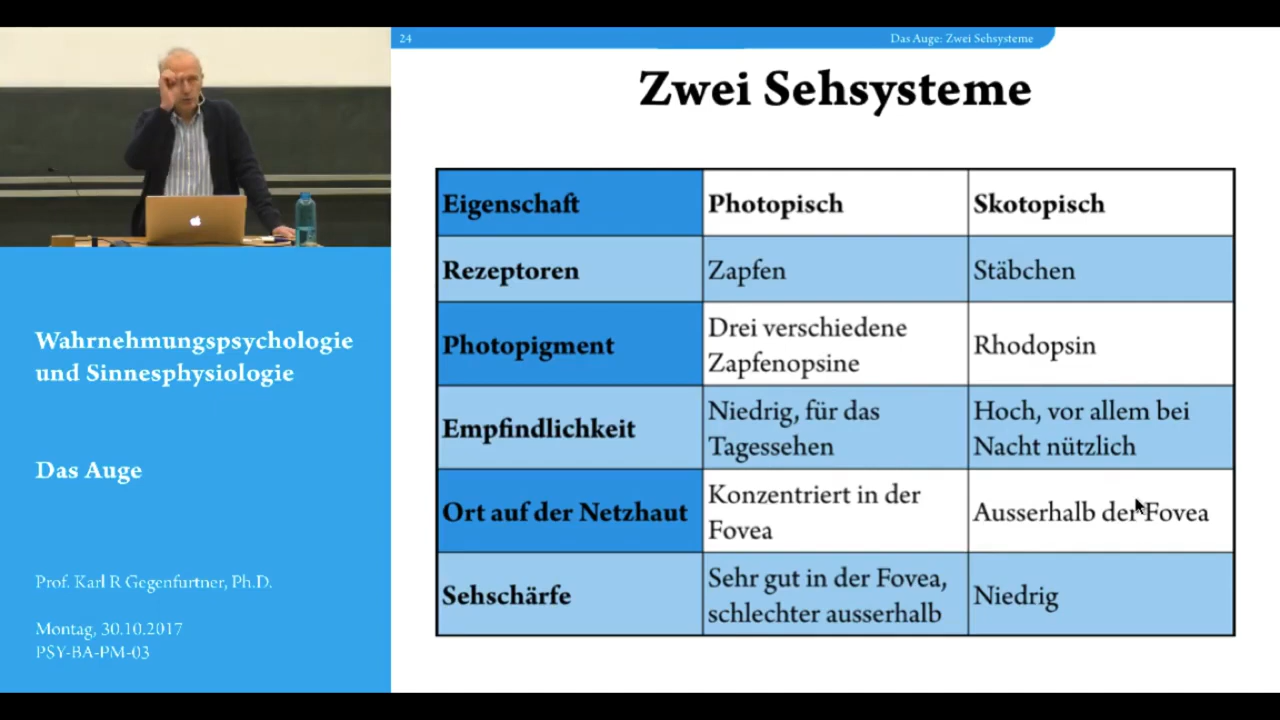 24
Das Auge: Zwei Sehsysteme
Zwei Sehsysteme
Eigenschaft
Photopisch
Skotopisch
Rezeptoren
Zapfen
Stäbchen
Photopigment
Drei verschiedene
Zapfenopsine
Rhodopsin
Empfindlichkeit
Niedrig, für das
Tagessehen
Hoch, vor allem bei
Nacht nützlich
Ort auf der Netzhaut
Konzentriert in der
Fovea
Ausserhalb der Fovea
Sehschärfe
Sehr gut in der Fovea,
schlechter ausserhalb
Niedrig
Wahrnehmungspsychologie
und Sinnesphysiologie
Das Auge
Prof. Karl R Gegenfurtner, Ph.D.
Montag, 30.10.2017
PSY-BA-PM-03